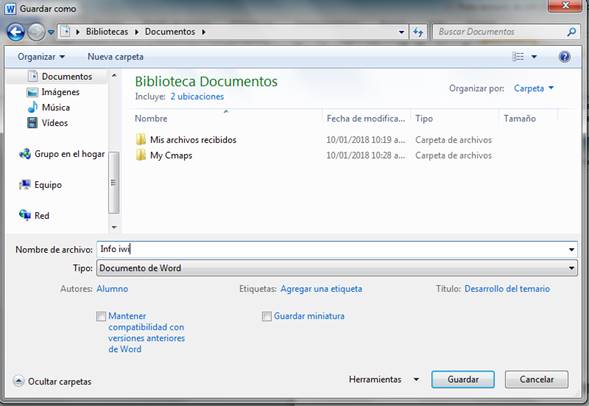 Guardar como
Bibliotecas ▸ Documentos ▸
Buscar Documentos
Organizar ▾ Nueva carpeta
Documentos
Imágenes
Música
Vídeos
Grupo en el hogar
Equipo
Red
Biblioteca Documentos
Incluye: 2 ubicaciones
Organizar por: Carpeta ▾
Nombre Fecha de modifica... Tipo Tamaño
Mis archivos recibidos 10/01/2018 10:19 a... Carpeta de archivos
My Cmaps 10/01/2018 10:28 a... Carpeta de archivos
Nombre de archivo: Info iwi
Tipo: Documento de Word
Autores: Alumno Etiquetas: Agregar una etiqueta Título: Desarrollo del temario
Mantener
compatibilidad con
versiones anteriores
de Word
Guardar miniatura
Ocultar carpetas
Herramientas ▾ Guardar Cancelar